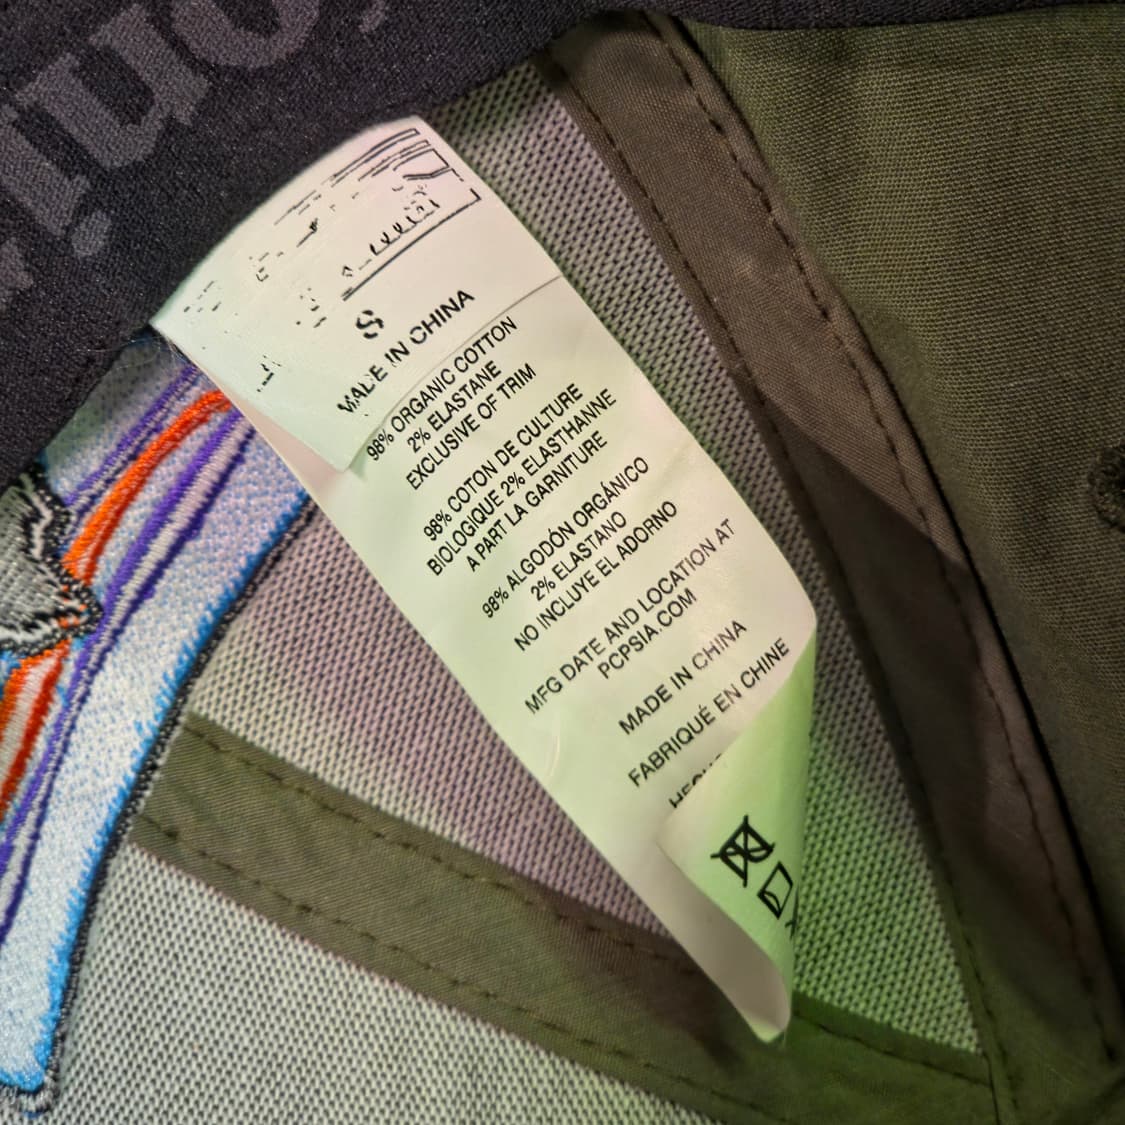 S
MADE IN CHINA
98% ORGANIC COTTON
2% ELASTANE
EXCLUSIVE OF TRIM
98% COTON DE CULTURE
BIOLOGIQUE 2% ELASTHANNE
A PART LA GARNITURE
98% ALGODÓN ORGÁNICO
2% ELASTANO
NO INCLUYE EL ADORNO
MFG DATE AND LOCATION AT
PCPSIA.COM
MADE IN CHINA
FABRIQUÉ EN CHINE